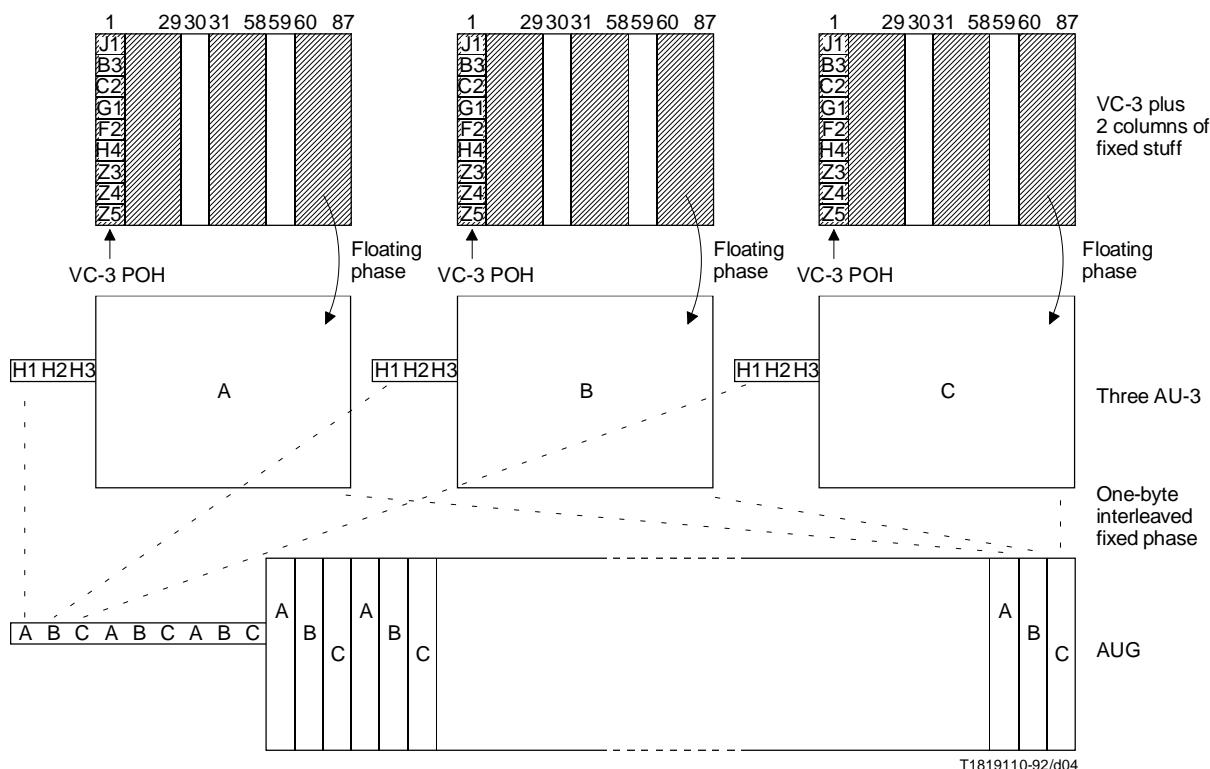 1 29 30 31 58 59 60 87
1 29 30 31 58 59 60 87
1 29 30 31 58 59 60 87
J1
B3
C2
G1
F2
H4
Z3
Z4
Z5
J1
B3
C2
G1
F2
H4
Z3
Z4
Z5
J1
B3
C2
G1
F2
H4
Z3
Z4
Z5
VC-3 plus
2 columns of
fixed stuff
VC-3 POH
Floating
phase
VC-3 POH
Floating
phase
VC-3 POH
Floating
phase
H1 H2 H3
A
H1 H2 H3
B
H1 H2 H3
C
Three AU-3
One-byte
interleaved
fixed phase
A B C A B C A B C
A
B
C
A
B
C
A
B
C
AUG
T1819110-92/d04